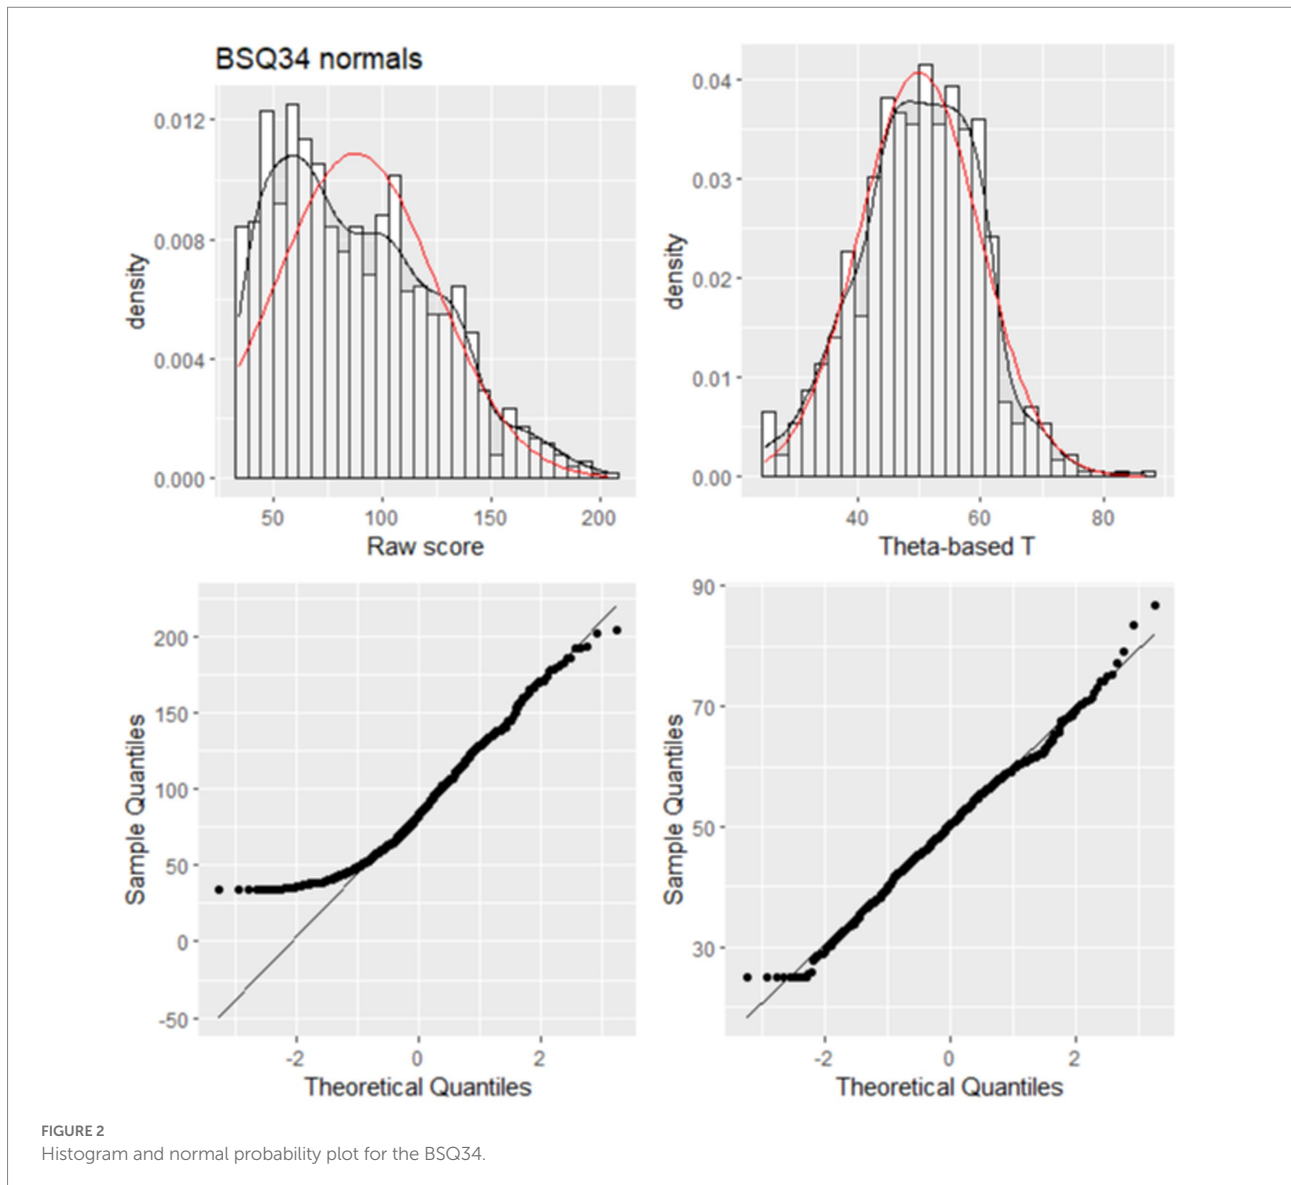 BSQ34 normals
density
0.012
0.008
0.004
0.000
50 100 150 200
Raw score
density
0.04
0.03
0.02
0.01
0.00
40 60 80
Theta-based T
Sample Quantiles
200
150
100
50
0
-50
-2 0 2
Theoretical Quantiles
Sample Quantiles
90
70
50
30
-2 0 2
Theoretical Quantiles
FIGURE 2
Histogram and normal probability plot for the BSQ34.